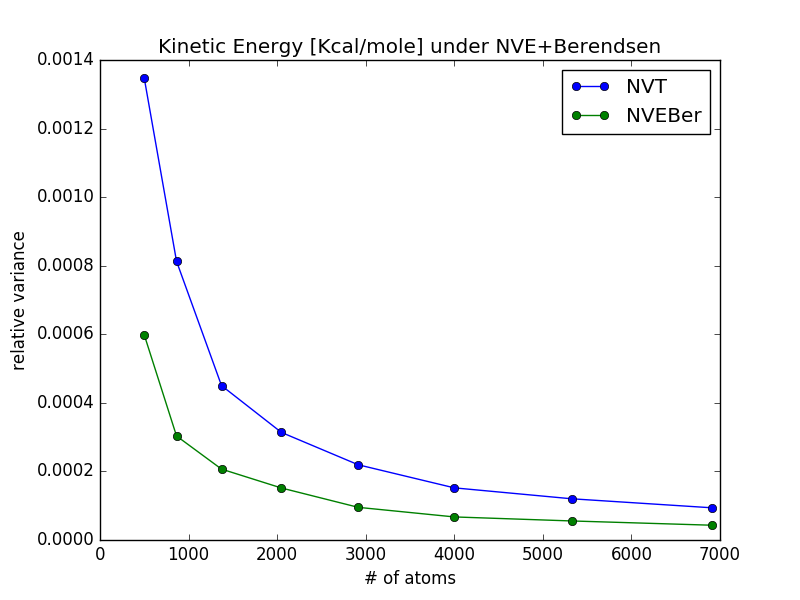 Kinetic Energy [Kcal/mole] under NVE+Berendsen
0.0014
0.0012
0.0010
0.0008
0.0006
0.0004
0.0002
0.0000
relative variance
NVT
NVEBer
0 1000 2000 3000 4000 5000 6000 7000
# of atoms